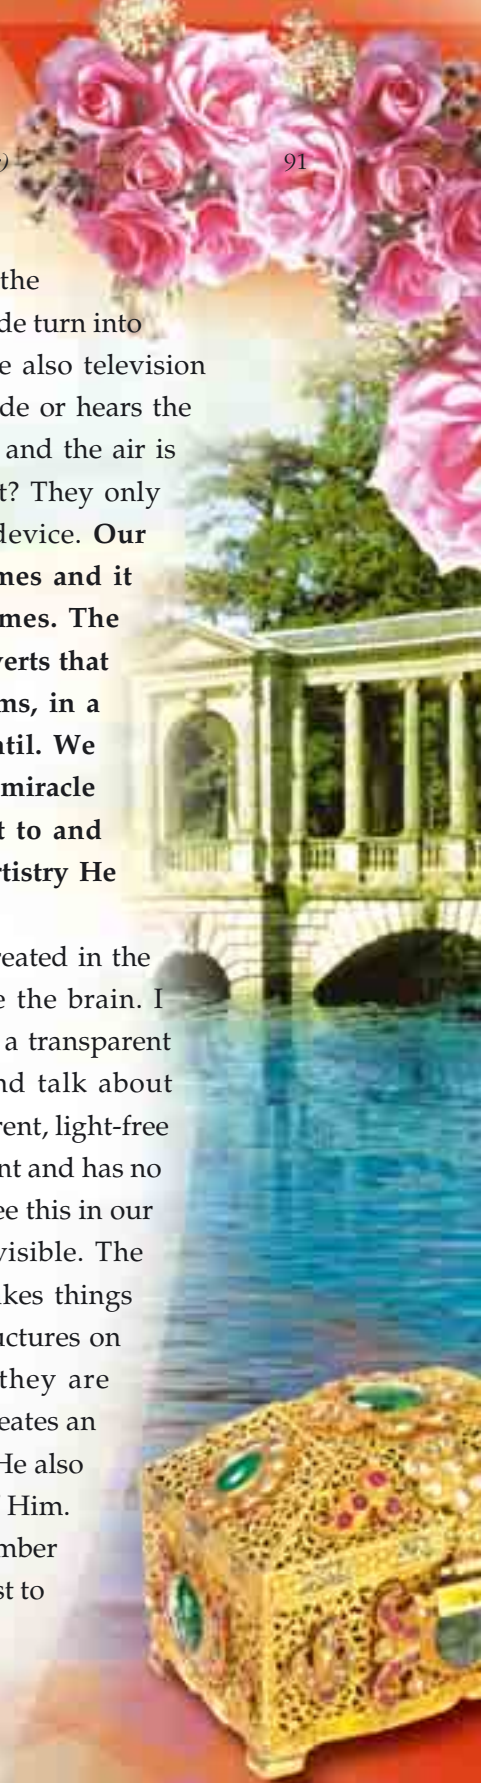 91
the
de turn into
e also television
de or hears the
and the air is
t? They only
device. Our
mes and it
mes. The
verts that
ms, in a
ntil. We
miracle
t to and
rtistry He
reated in the
e the brain. I
a transparent
nd talk about
rent, light-free
nt and has no
ee this in our
visible. The
akes things
uctures on
they are
eates an
He also
Him.
mber
st to